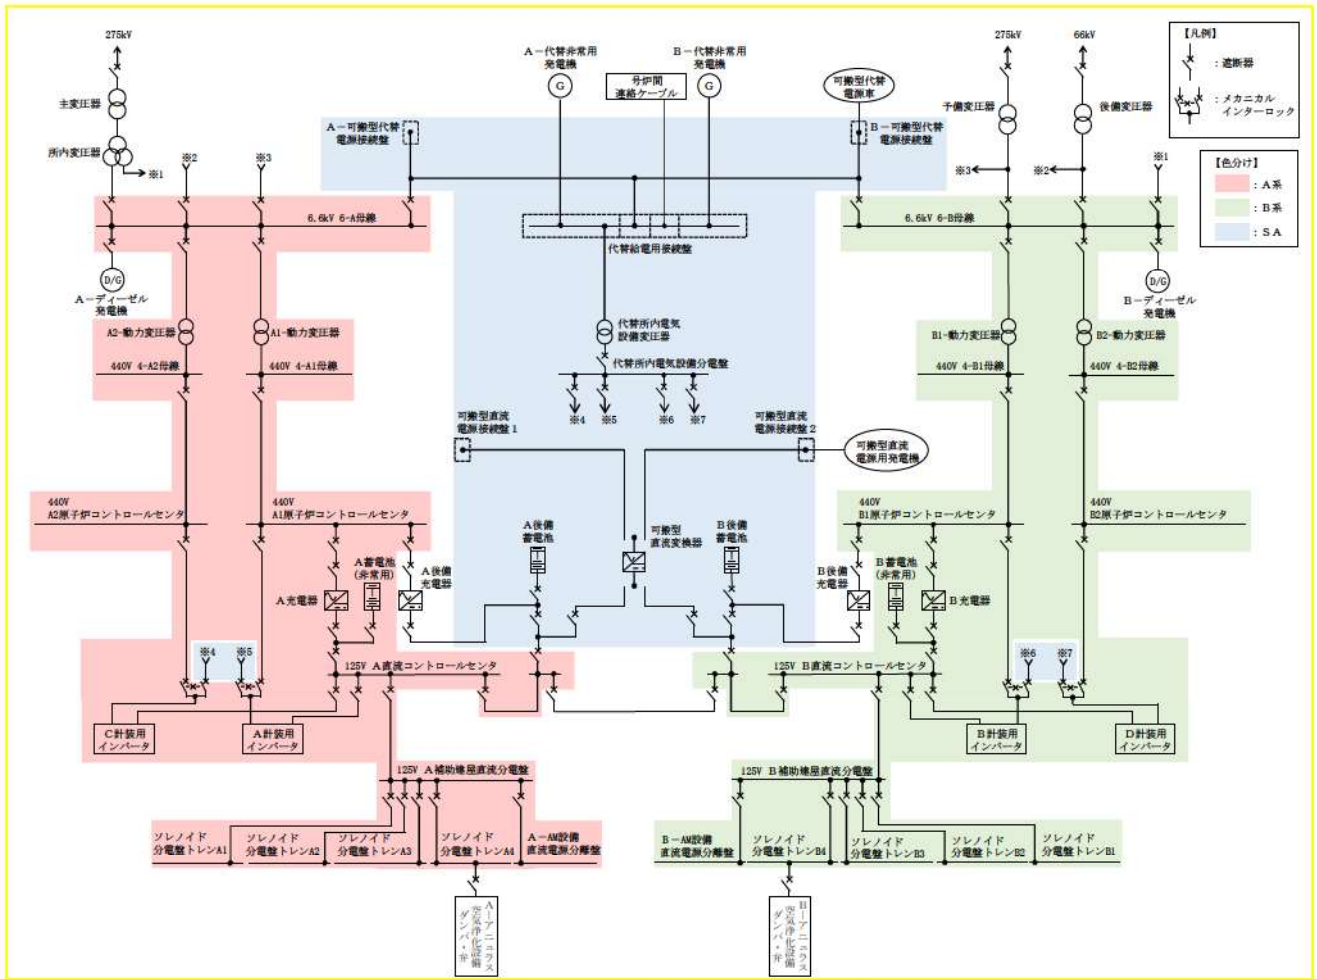 275kV
主変圧器
所内変圧器
※1
※2
※3
A－代替非常用
発電機
G
号炉間
連絡ケーブル
B－代替非常用
発電機
G
可搬型代替
電源車
A－可搬型代替
電源接続盤
B－可搬型代替
電源接続盤
275kV
66kV
予備変圧器
後備変圧器
※3
※2
※1
【凡例】
：遮断器
：メカニカル
インターロック
【色分け】
：A系
：B系
：SA
6.6kV 6-A母線
代替給電用接続盤
6.6kV 6-B母線
D/G
A－ディーゼル
発電機
D/G
B－ディーゼル
発電機
A2-動力変圧器
A1-動力変圧器
代替所内電気
設備変圧器
B1-動力変圧器
B2-動力変圧器
440V 4-A2母線
440V 4-A1母線
代替所内電気設備分電盤
440V 4-B1母線
440V 4-B2母線
※4
※5
※6
※7
可搬型直流
電源接続盤1
可搬型直流
電源接続盤2
可搬型直流
電源用発電機
440V
A2原子炉コントロールセンタ
440V
A1原子炉コントロールセンタ
440V
B1原子炉コントロールセンタ
440V
B2原子炉コントロールセンタ
A後備
蓄電池
可搬型
直流変換器
B後備
蓄電池
A充電器
A蓄電池
(非常用)
A後備
充電器
B後備
充電器
B蓄電池
(非常用)
B充電器
※4
※5
※6
※7
125V A直流コントロールセンタ
125V B直流コントロールセンタ
C計装用
インバータ
A計装用
インバータ
B計装用
インバータ
D計装用
インバータ
125V A補助建屋直流分電盤
125V B補助建屋直流分電盤
ソレノイド
分電盤トレンA1
ソレノイド
分電盤トレンA2
ソレノイド
分電盤トレンA3
ソレノイド
分電盤トレンA4
A－AM設備
直流電源分離盤
B－AM設備
直流電源分離盤
ソレノイド
分電盤トレンB4
ソレノイド
分電盤トレンB3
ソレノイド
分電盤トレンB2
ソレノイド
分電盤トレンB1
A－アニュラス
空気浄化設備
ダンパ・弁
B－アニュラス
空気浄化設備
ダンパ・弁